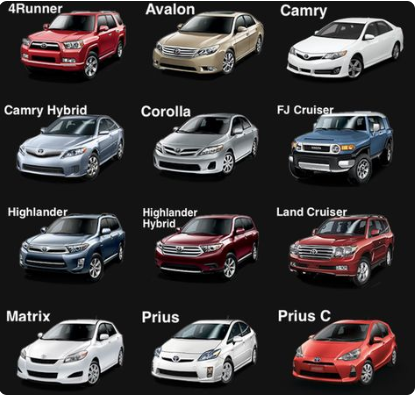 4Runner
Avalon
Camry
Camry Hybrid
Corolla
FJ Cruiser
Highlander
Highlander
Hybrid
Land Cruiser
Matrix
Prius
Prius C